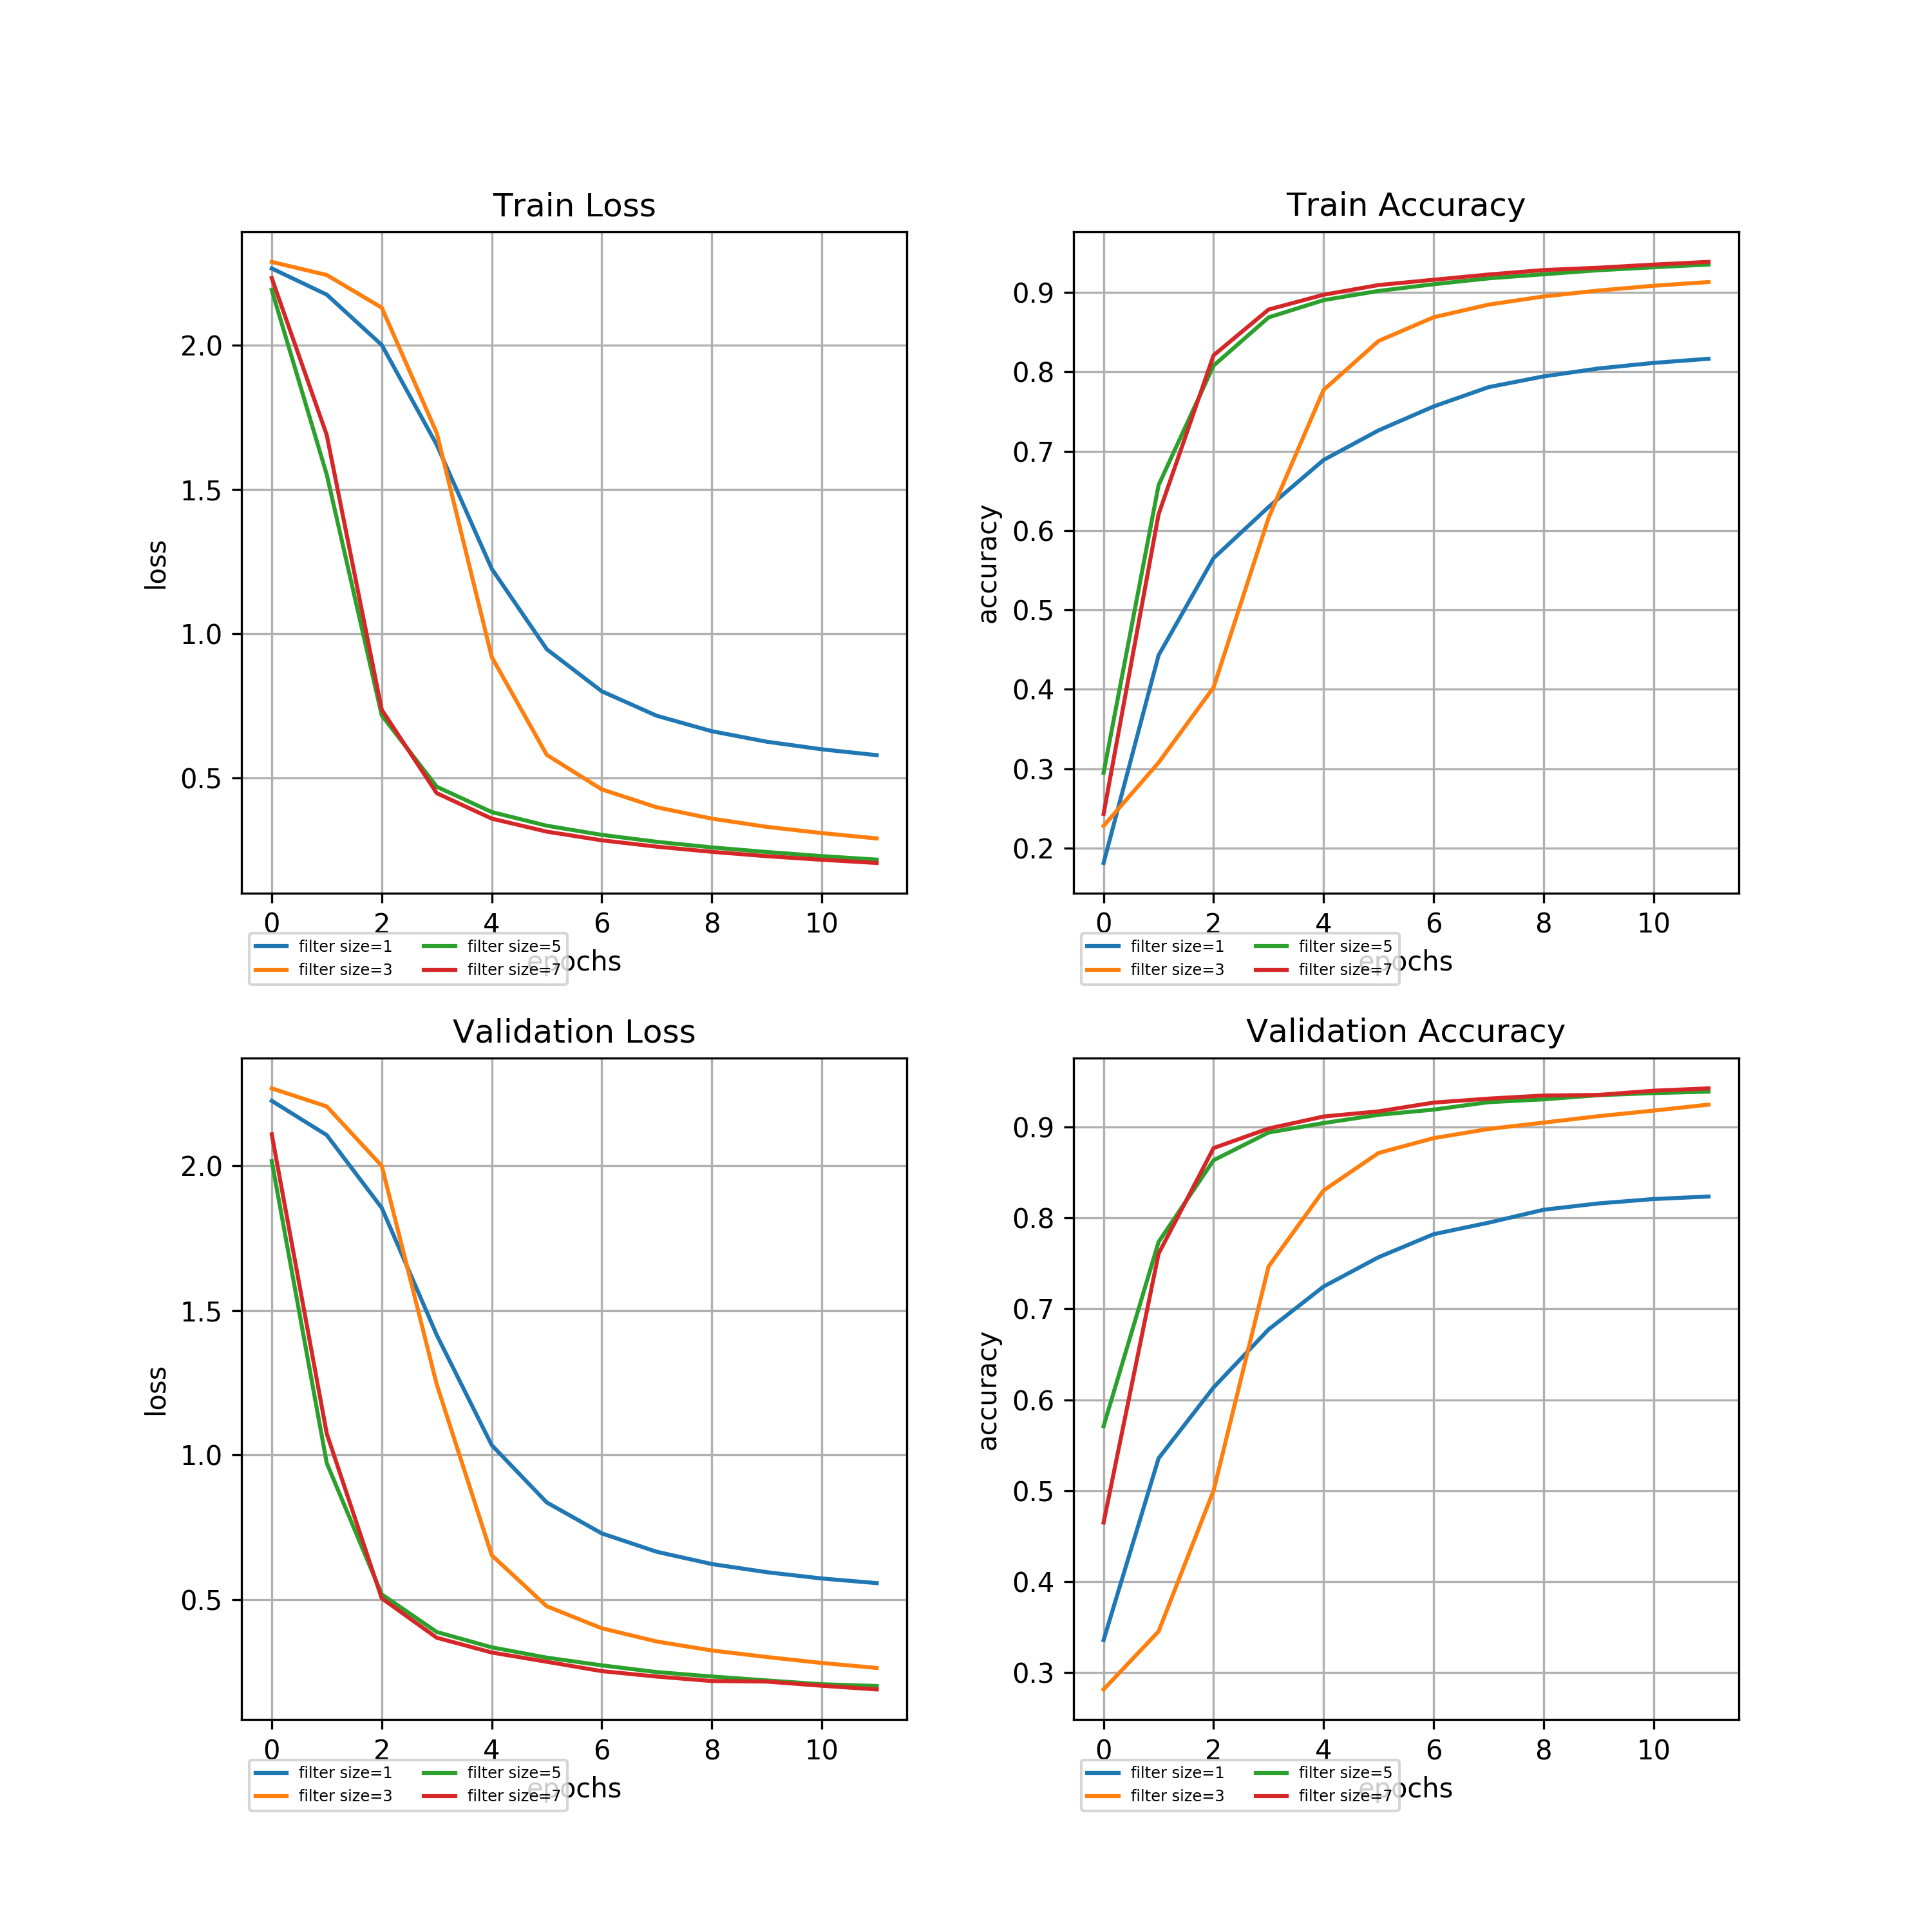 Train Loss
loss
2.0
1.5
1.0
0.5
0 2 4 6 8 10
epochs
filter size=1 filter size=5
filter size=3 filter size=7
Train Accuracy
accuracy
0.9
0.8
0.7
0.6
0.5
0.4
0.3
0.2
0 2 4 6 8 10
epochs
filter size=1 filter size=5
filter size=3 filter size=7
Validation Loss
loss
2.0
1.5
1.0
0.5
0 2 4 6 8 10
epochs
filter size=1 filter size=5
filter size=3 filter size=7
Validation Accuracy
accuracy
0.9
0.8
0.7
0.6
0.5
0.4
0.3
0 2 4 6 8 10
epochs
filter size=1 filter size=5
filter size=3 filter size=7